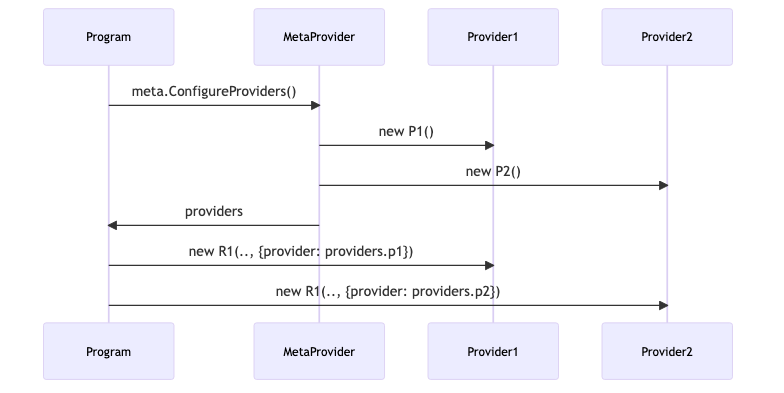 Program
MetaProvider
Provider1
Provider2
meta.ConfigureProviders()
new P1()
new P2()
providers
new R1(.., {provider: providers.p1})
new R1(.., {provider: providers.p2})
Program
MetaProvider
Provider1
Provider2